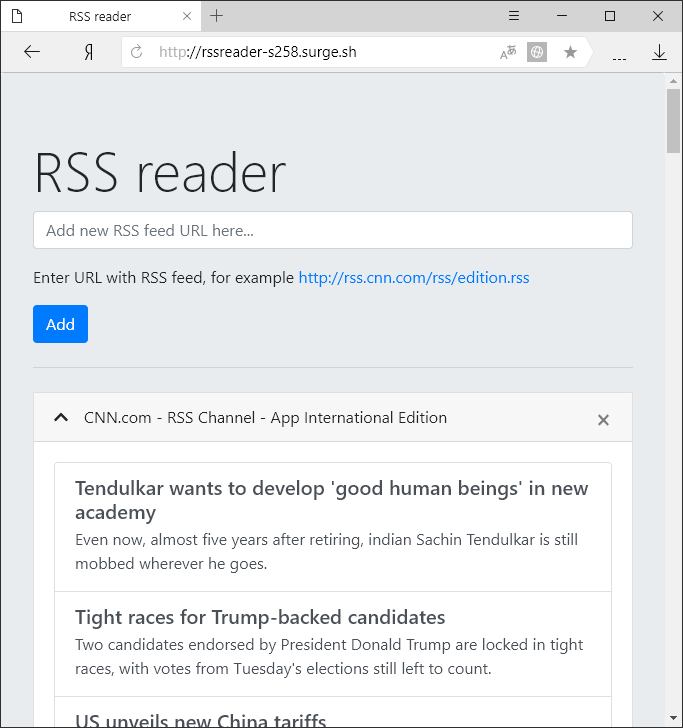 RSS reader
Я
http://rssreader-s258.surge.sh
RSS reader
Add new RSS feed URL here...
Enter URL with RSS feed, for example http://rss.cnn.com/rss/edition.rss
Add
CNN.com - RSS Channel - App International Edition
Tendulkar wants to develop 'good human beings' in new
academy
Even now, almost five years after retiring, indian Sachin Tendulkar is still
mobbed wherever he goes.
Tight races for Trump-backed candidates
Two candidates endorsed by President Donald Trump are locked in tight
races, with votes from Tuesday's elections still left to count.
US unveils new China tariffs